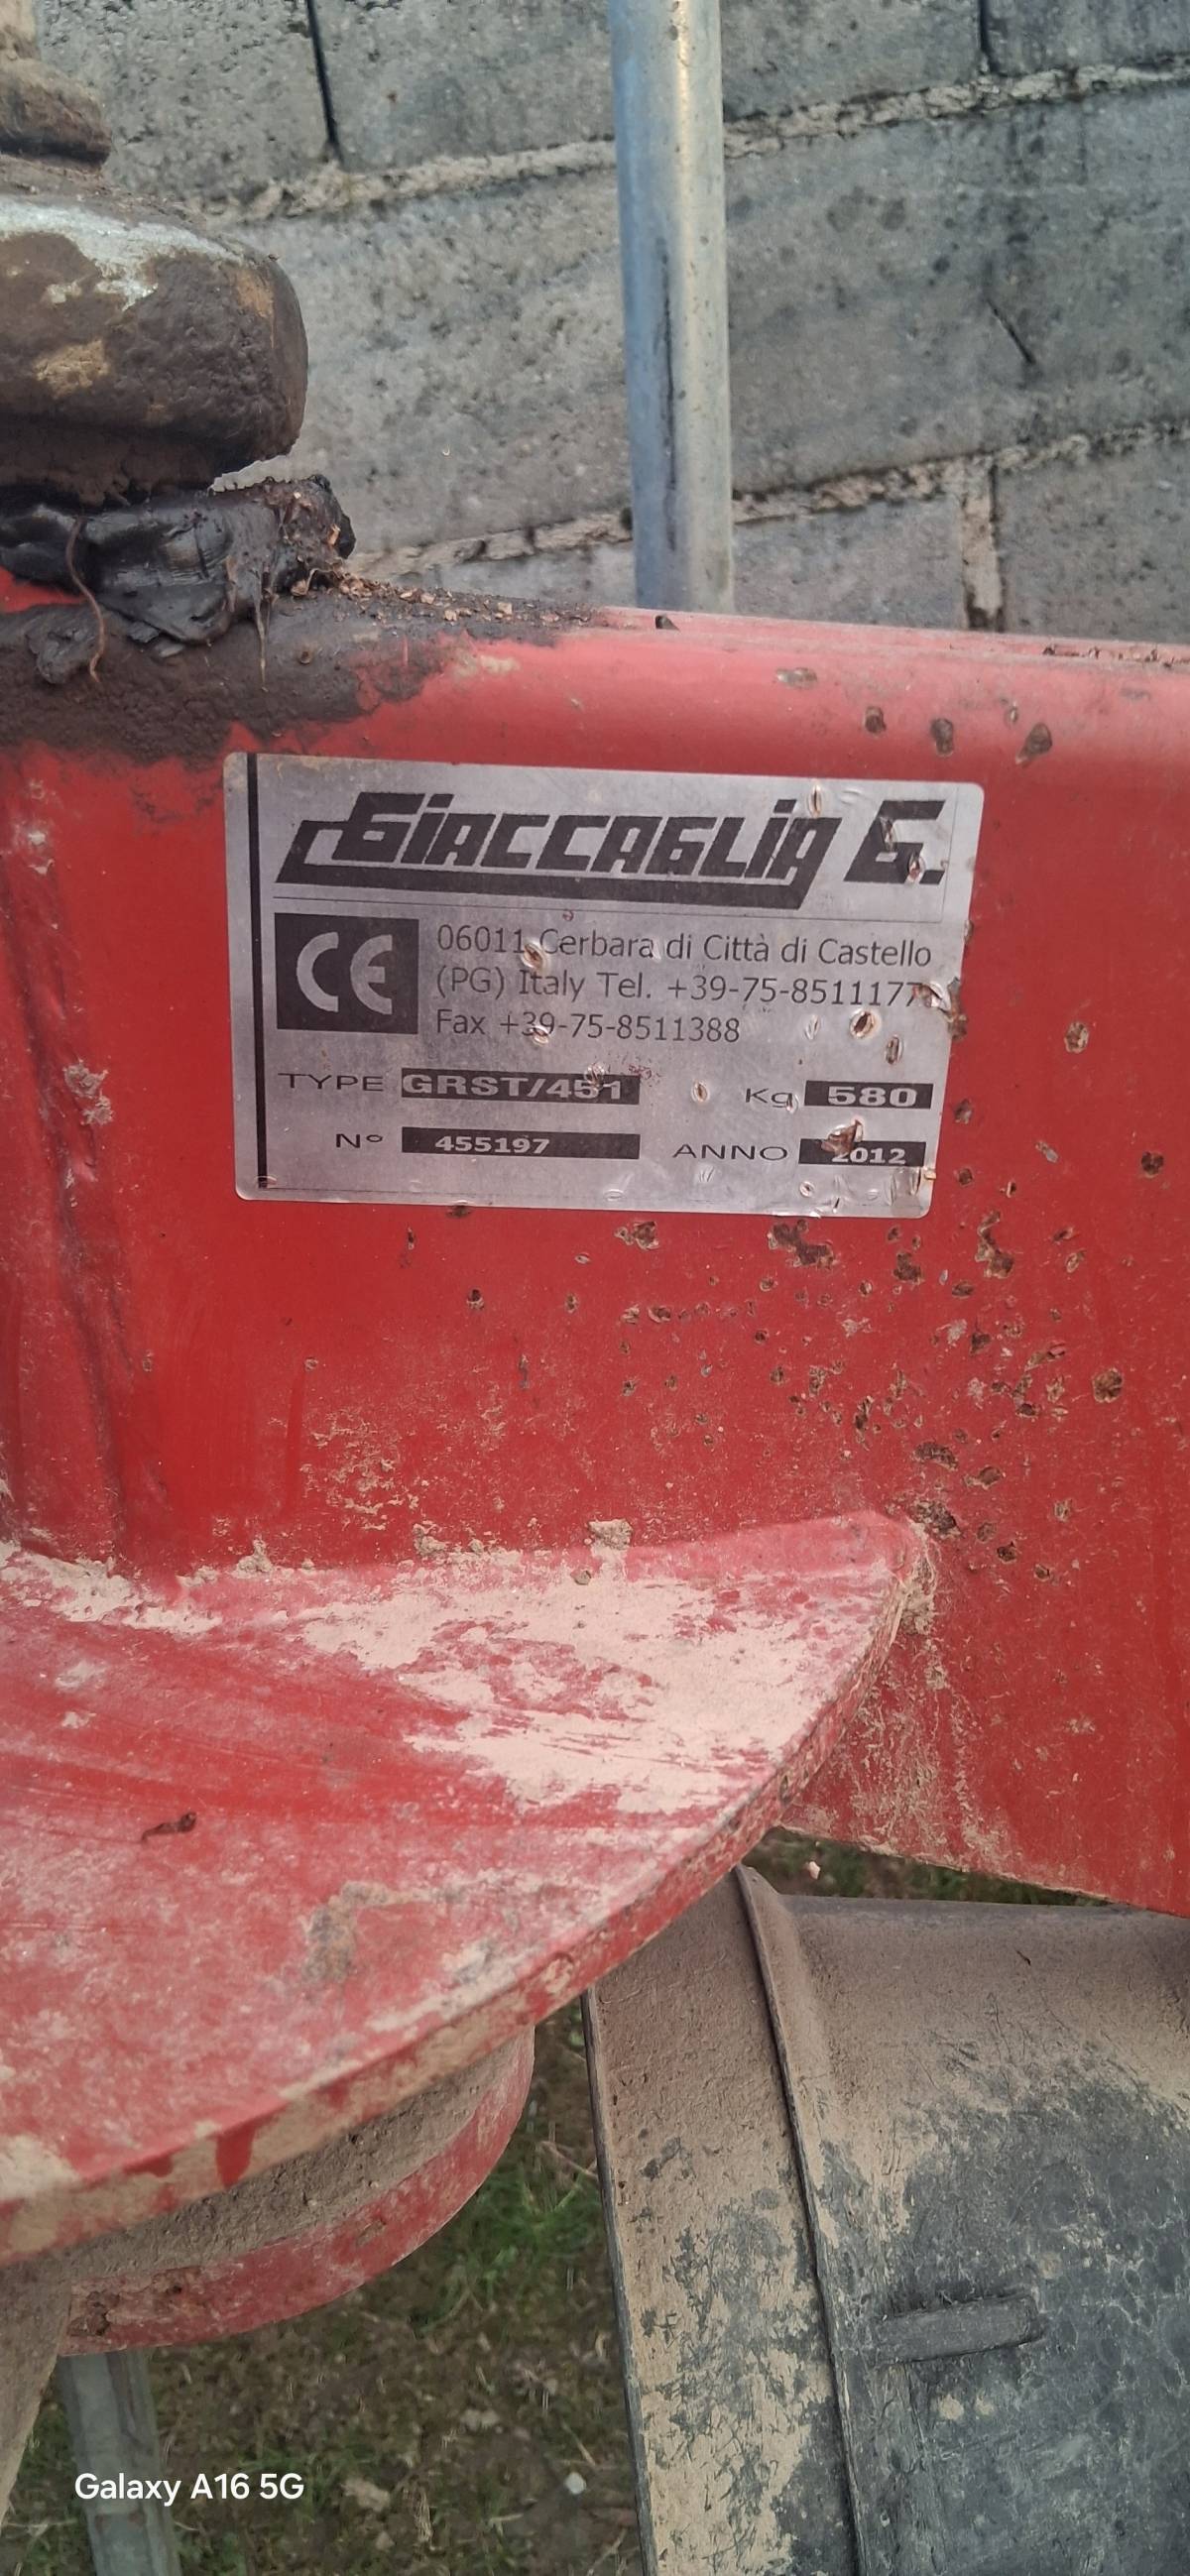 GIACCAGLIA G.
CE
06011 Cerbara di Città di Castello
(PG) Italy Tel. +39-75-8511177
Fax +39-75-8511388
TYPE GRST/451 Kg 580
N° 455197 ANNO 2012
Galaxy A16 5G